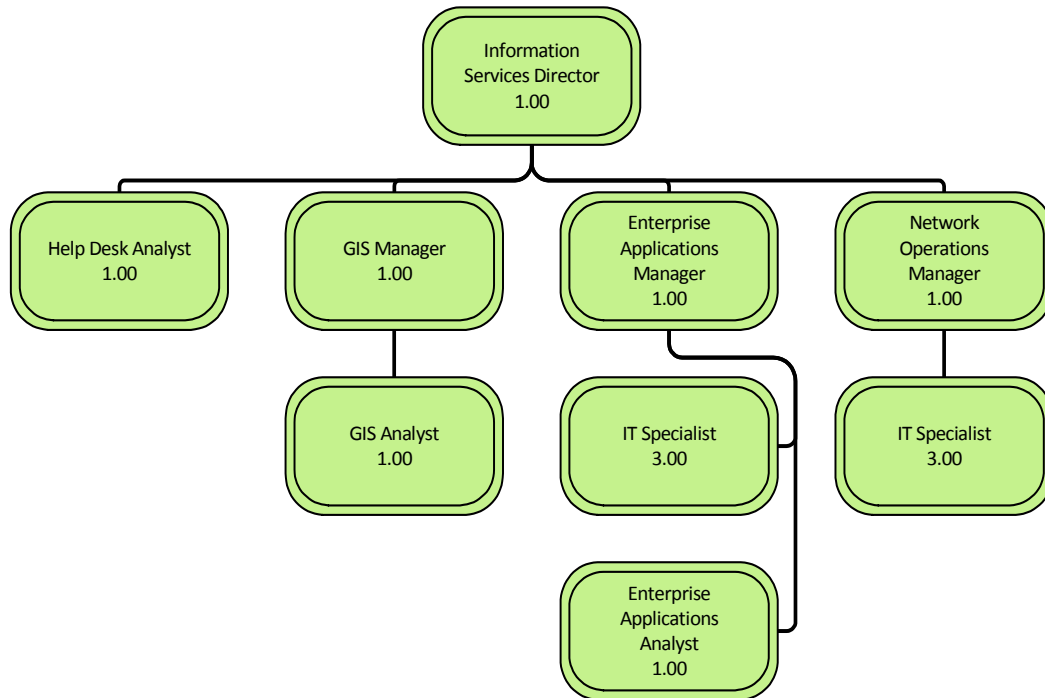 Information
Services Director
1.00
Help Desk Analyst
1.00
GIS Manager
1.00
Enterprise
Applications
Manager
1.00
Network
Operations
Manager
1.00
GIS Analyst
1.00
IT Specialist
3.00
IT Specialist
3.00
Enterprise
Applications
Analyst
1.00